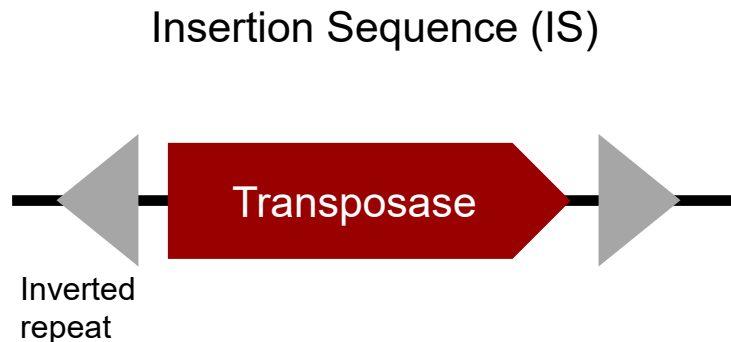 Insertion Sequence (IS)
Transposase
Inverted
repeat